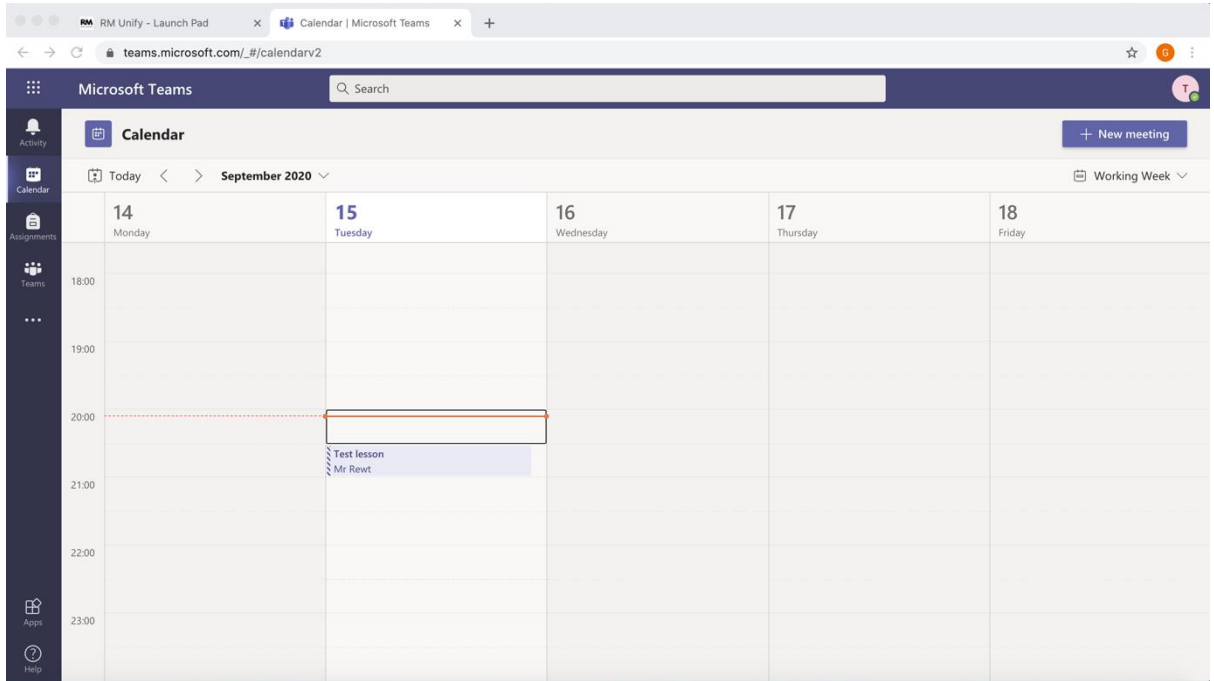 RM RM Unify - Launch Pad
Calendar | Microsoft Teams
teams.microsoft.com/_#/calendarv2
G
Microsoft Teams
Search
T
Activity
Calendar
New meeting
Calendar
Today
September 2020
Working Week
Assignments
14
Monday
15
Tuesday
16
Wednesday
17
Thursday
18
Friday
Teams
18:00
19:00
20:00
Test lesson
Mr Rewt
21:00
22:00
23:00
Apps
Help